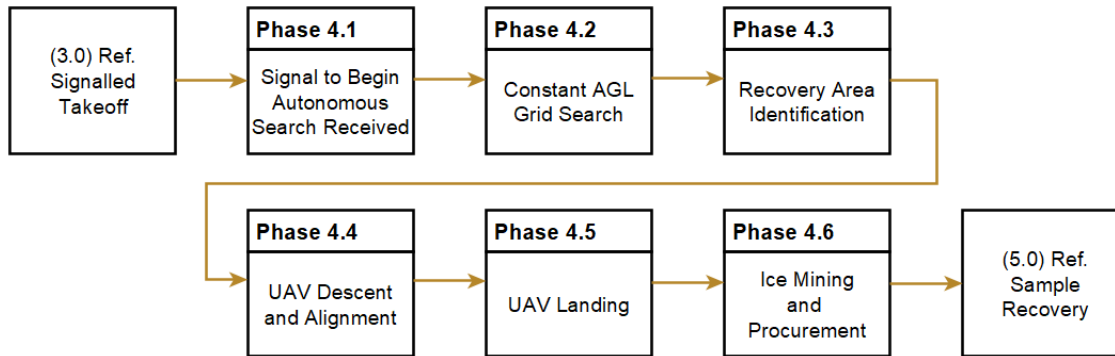 (3.0) Ref.
Signalled
Takeoff
Phase 4.1
Signal to Begin
Autonomous
Search Received
Phase 4.2
Constant AGL
Grid Search
Phase 4.3
Recovery Area
Identification
Phase 4.4
UAV Descent
and Alignment
Phase 4.5
UAV Landing
Phase 4.6
Ice Mining
and
Procurement
(5.0) Ref.
Sample
Recovery